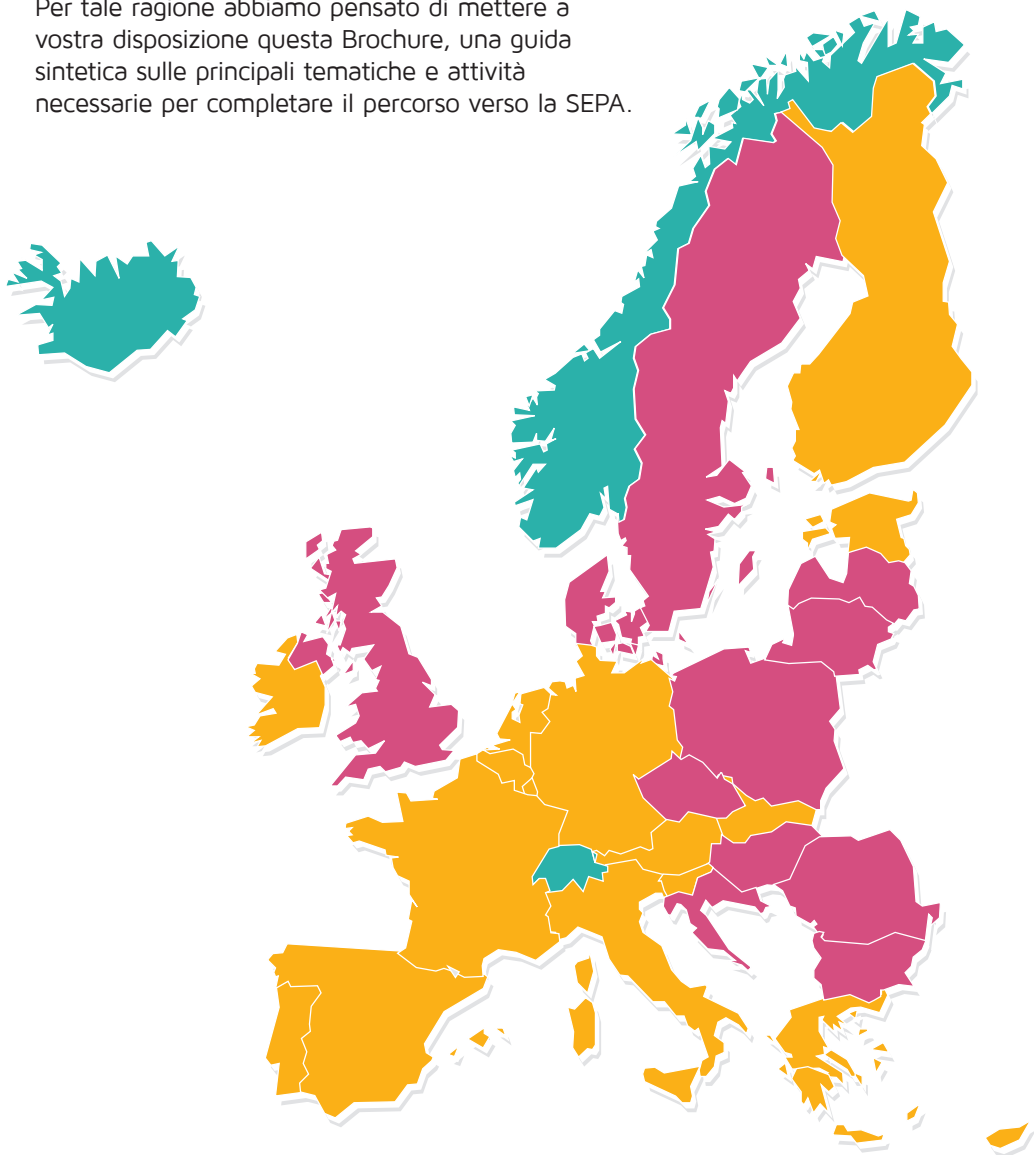 Per tale ragione abbiamo pensato di mettere a
vostra disposizione questa Brochure, una guida
sintetica sulle principali tematiche e attività
necessarie per completare il percorso verso la SEPA.